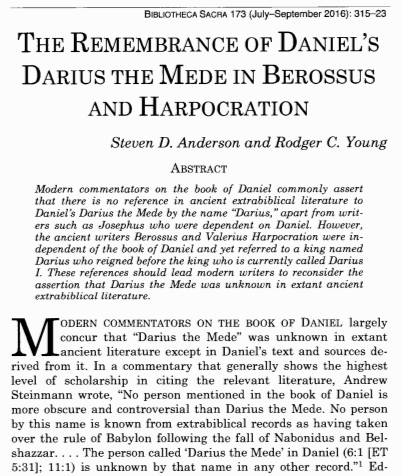 BIBLIOTHECA SACRA 173 (July–September 2016): 315–23
THE REMEMBRANCE OF DANIEL'S
DARIUS THE MEDE IN BEROSSUS
AND HARPOCRATION
Steven D. Anderson and Rodger C. Young
ABSTRACT
Modern commentators on the book of Daniel commonly assert
that there is no reference in ancient extrabiblical literature to
Daniel's Darius the Mede by the name "Darius," apart from writ-
ers such as Josephus who were dependent on Daniel. However,
the ancient writers Berossus and Valerius Harpocration were in-
dependent of the book of Daniel and yet referred to a king named
Darius who reigned before the king who is currently called Darius
I. These references should lead modern writers to reconsider the
assertion that Darius the Mede was unknown in extant ancient
extrabiblical literature.
MODERN COMMENTATORS ON THE BOOK OF DANIEL largely
concur that "Darius the Mede" was unknown in extant
ancient literature except in Daniel's text and sources de-
rived from it. In a commentary that generally shows the highest
level of scholarship in citing the relevant literature, Andrew
Steinmann wrote, "No person mentioned in the book of Daniel is
more obscure and controversial than Darius the Mede. No person
by this name is known from extrabiblical records as having taken
over the rule of Babylon following the fall of Nabonidus and Bel-
shazzar. . . . The person called 'Darius the Mede' in Daniel (6:1 [ET
5:31]; 11:1) is unknown by that name in any other record."1 Ed-